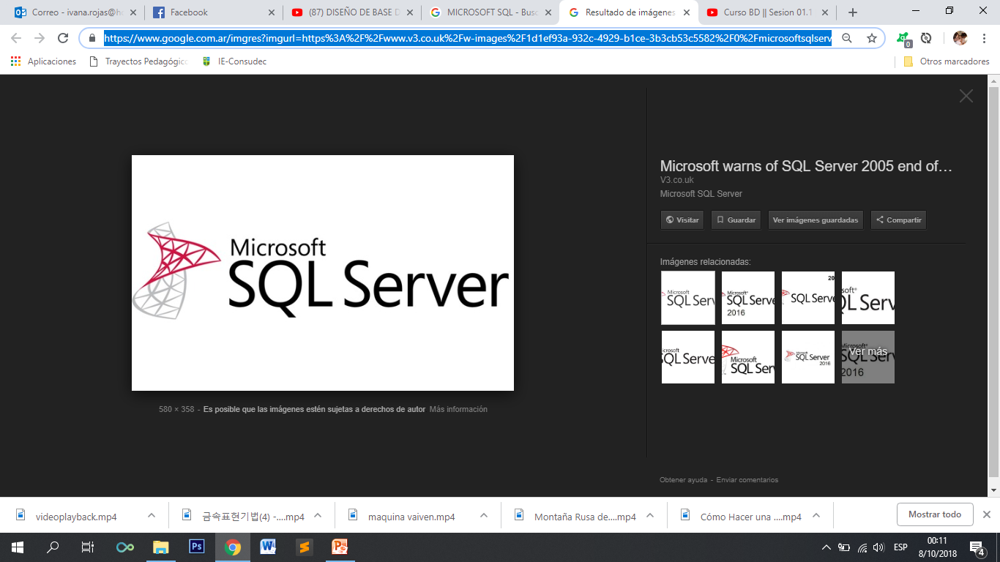 Correo - ivana.rojas@h
Facebook
(87) DISEÑO DE BASE D
MICROSOFT SQL - Busc
Resultado de imágenes
Curso BD || Sesion 01.1
https://www.google.com.ar/imgres?imgurl=https%3A%2F%2Fwww.v3.co.uk%2Fw-images%2F1d1ef93a-932c-4929-b1ce-3b3cb53c5582%2F0%2Fmicrosoftsqlserv
0
Aplicaciones
Trayectos Pedagógic
IE-Consudec
Otros marcadores
Microsoft
SQL Server
580 × 358 - Es posible que las imágenes estén sujetas a derechos de autor Más información
Microsoft warns of SQL Server 2005 end of…
V3.co.uk
Microsoft SQL Server
Visitar
Guardar
Ver imágenes guardadas
Compartir
Imágenes relacionadas:
Microsoft
SQL Serv
Microsoft
SQL Serve
2016
20
SQL Serve
soft
QL Serv
SQL Serve
Microsoft
SQL Serv
SQL Server
2016
Microsoft
SQL Serv
2016
Ver más
Obtener ayuda - Enviar comentarios
videoplayback.mp4
금속표현기법(4) -....mp4
maquina vaiven.mp4
Montaña Rusa de....mp4
Cómo Hacer una ....mp4
Mostrar todo
Ps
W
S
P
ESP
00:11
8/10/2018
4